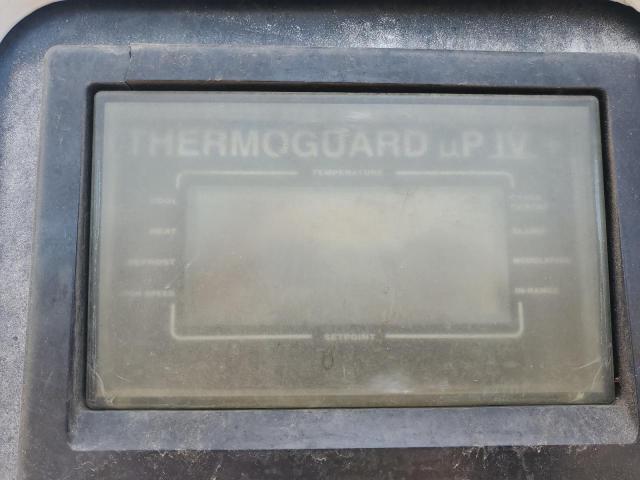 THERMOGUARD µP IV +
TEMPERATURE
COOL
HEAT
DEFROST
HIGH SPEED
ALARM
MODULATION
IN-RANGE
SETPOINT